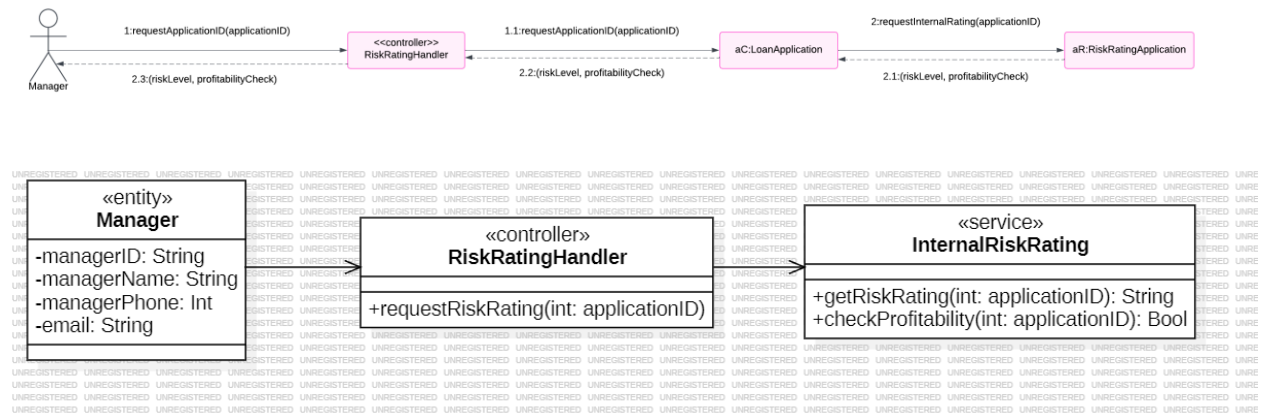 1:requestApplicationID(applicationID)
1.1:requestApplicationID(applicationID)
2:requestInternalRating(applicationID)
<<controller>>
RiskRatingHandler
aC:LoanApplication
aR:RiskRatingApplication
2.3:(riskLevel, profitabilityCheck)
2.2:(riskLevel, profitabilityCheck)
2.1:(riskLevel, profitabilityCheck)
Manager
«entity»
Manager
-managerID: String
-managerName: String
-managerPhone: Int
-email: String
«controller»
RiskRatingHandler
+requestRiskRating(int: applicationID)
«service»
InternalRiskRating
+getRiskRating(int: applicationID): String
+checkProfitability(int: applicationID): Bool
UNREGISTERED